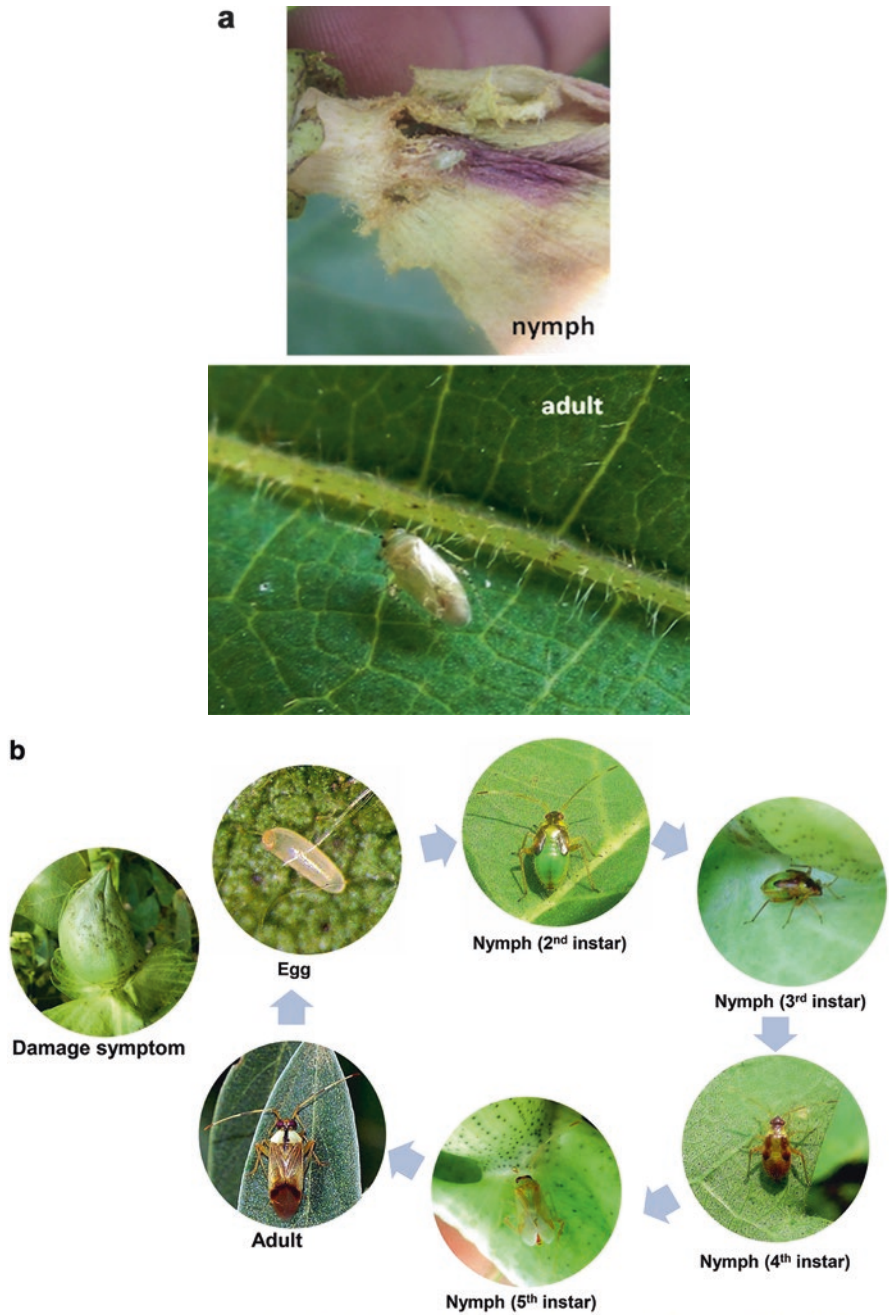 a
nymph
adult
b
Egg
Nymph (2nd instar)
Nymph (3rd instar)
Damage symptom
Adult
Nymph (5th instar)
Nymph (4th instar)